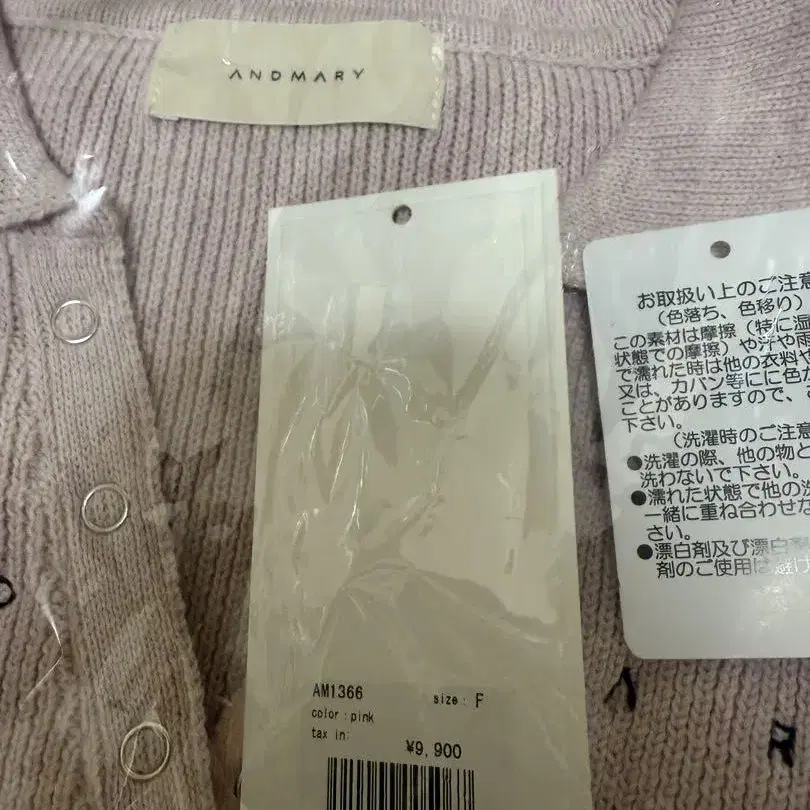 ANDMARY
AM1366
size: F
color:pink
tax in:
¥9,900
お取扱い上のご注意
(色落ち、色移り)
この素材は摩擦(特に湿
状態での摩擦)や汗や雨
で濡れた時は他の衣料や
又は、カバン等にに色が
ことがありますので、
下さい。
(洗濯時のご注意
●洗濯の際、他の物と
洗わないで下さい。
●濡れた状態で他の洗
一緒に重ね合わせな
さい。
●漂白剤及び漂白
剤のご使用は避け